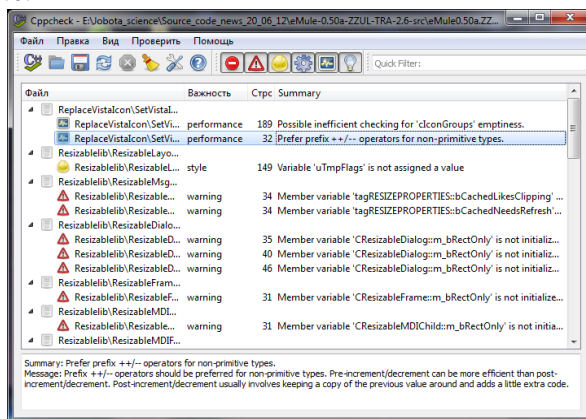 Cppcheck - E:\Jobota_science\Source_code_news_20_06_12\eMule-0.50a-ZZUL-TRA-2.6-src\eMule0.50a.ZZ...
Файл Правка Вид Проверить Помощь
Quick Filter:
Файл Важность Стрс Summary
ReplaceVistaIcon\SetVistaI...
ReplaceVistaIcon\SetVi... performance 189 Possible inefficient checking for 'cIconGroups' emptiness.
ReplaceVistaIcon\SetVi... performance 32 Prefer prefix ++/-- operators for non-primitive types.
Resizablelib\ResizableLayo...
Resizablelib\ResizableL... style 149 Variable 'uTmpFlags' is not assigned a value
Resizablelib\ResizableMsg...
Resizablelib\Resizable... warning 34 Member variable 'tagRESIZEPROPERTIES::bCachedLikesClipping' ...
Resizablelib\Resizable... warning 34 Member variable 'tagRESIZEPROPERTIES::bCachedNeedsRefresh'...
Resizablelib\ResizableDialo...
Resizablelib\ResizableD... warning 35 Member variable 'CResizableDialog::m_bRectOnly' is not initializ...
Resizablelib\ResizableD... warning 40 Member variable 'CResizableDialog::m_bRectOnly' is not initializ...
Resizablelib\ResizableD... warning 46 Member variable 'CResizableDialog::m_bRectOnly' is not initializ...
Resizablelib\ResizableFram...
Resizablelib\ResizableF... warning 31 Member variable 'CResizableFrame::m_bRectOnly' is not initialize...
Resizablelib\ResizableMDI...
Resizablelib\Resizable... warning 31 Member variable 'CResizableMDIChild::m_bRectOnly' is not initia...
Resizablelib\ResizableMDIF...
Summary: Prefer prefix ++/-- operators for non-primitive types.
Message: Prefix ++/-- operators should be preferred for non-primitive types. Pre-increment/decrement can be more efficient than post-
increment/decrement. Post-increment/decrement usually involves keeping a copy of the previous value around and adds a little extra code.